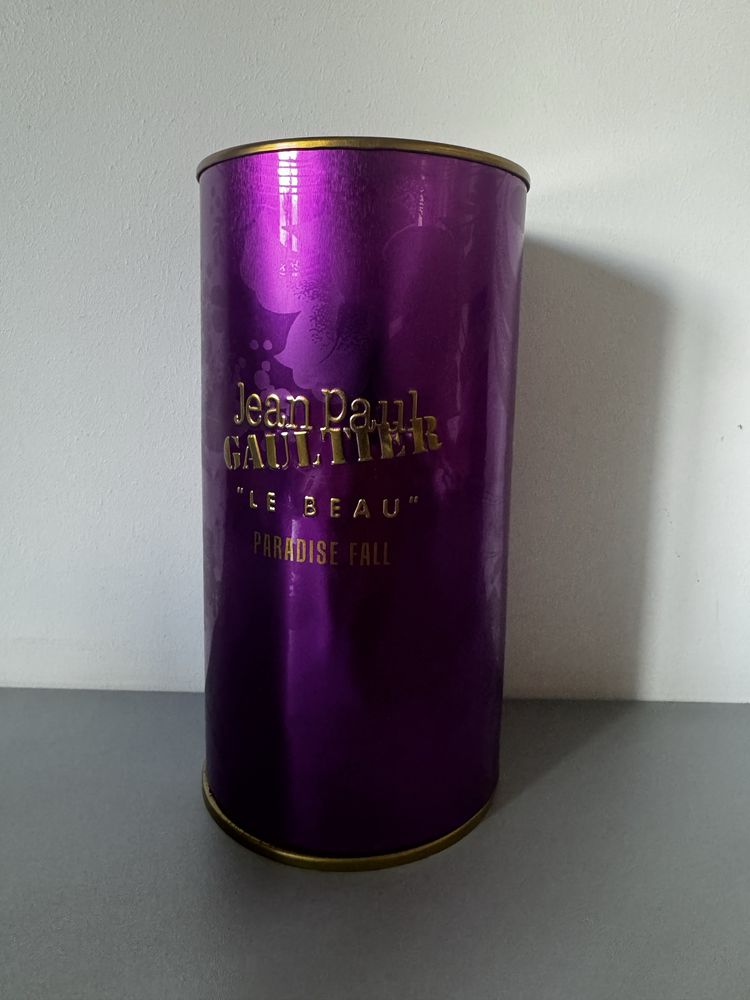 Jean Paul
GAULTIER
"LE BEAU"
PARADISE FALL